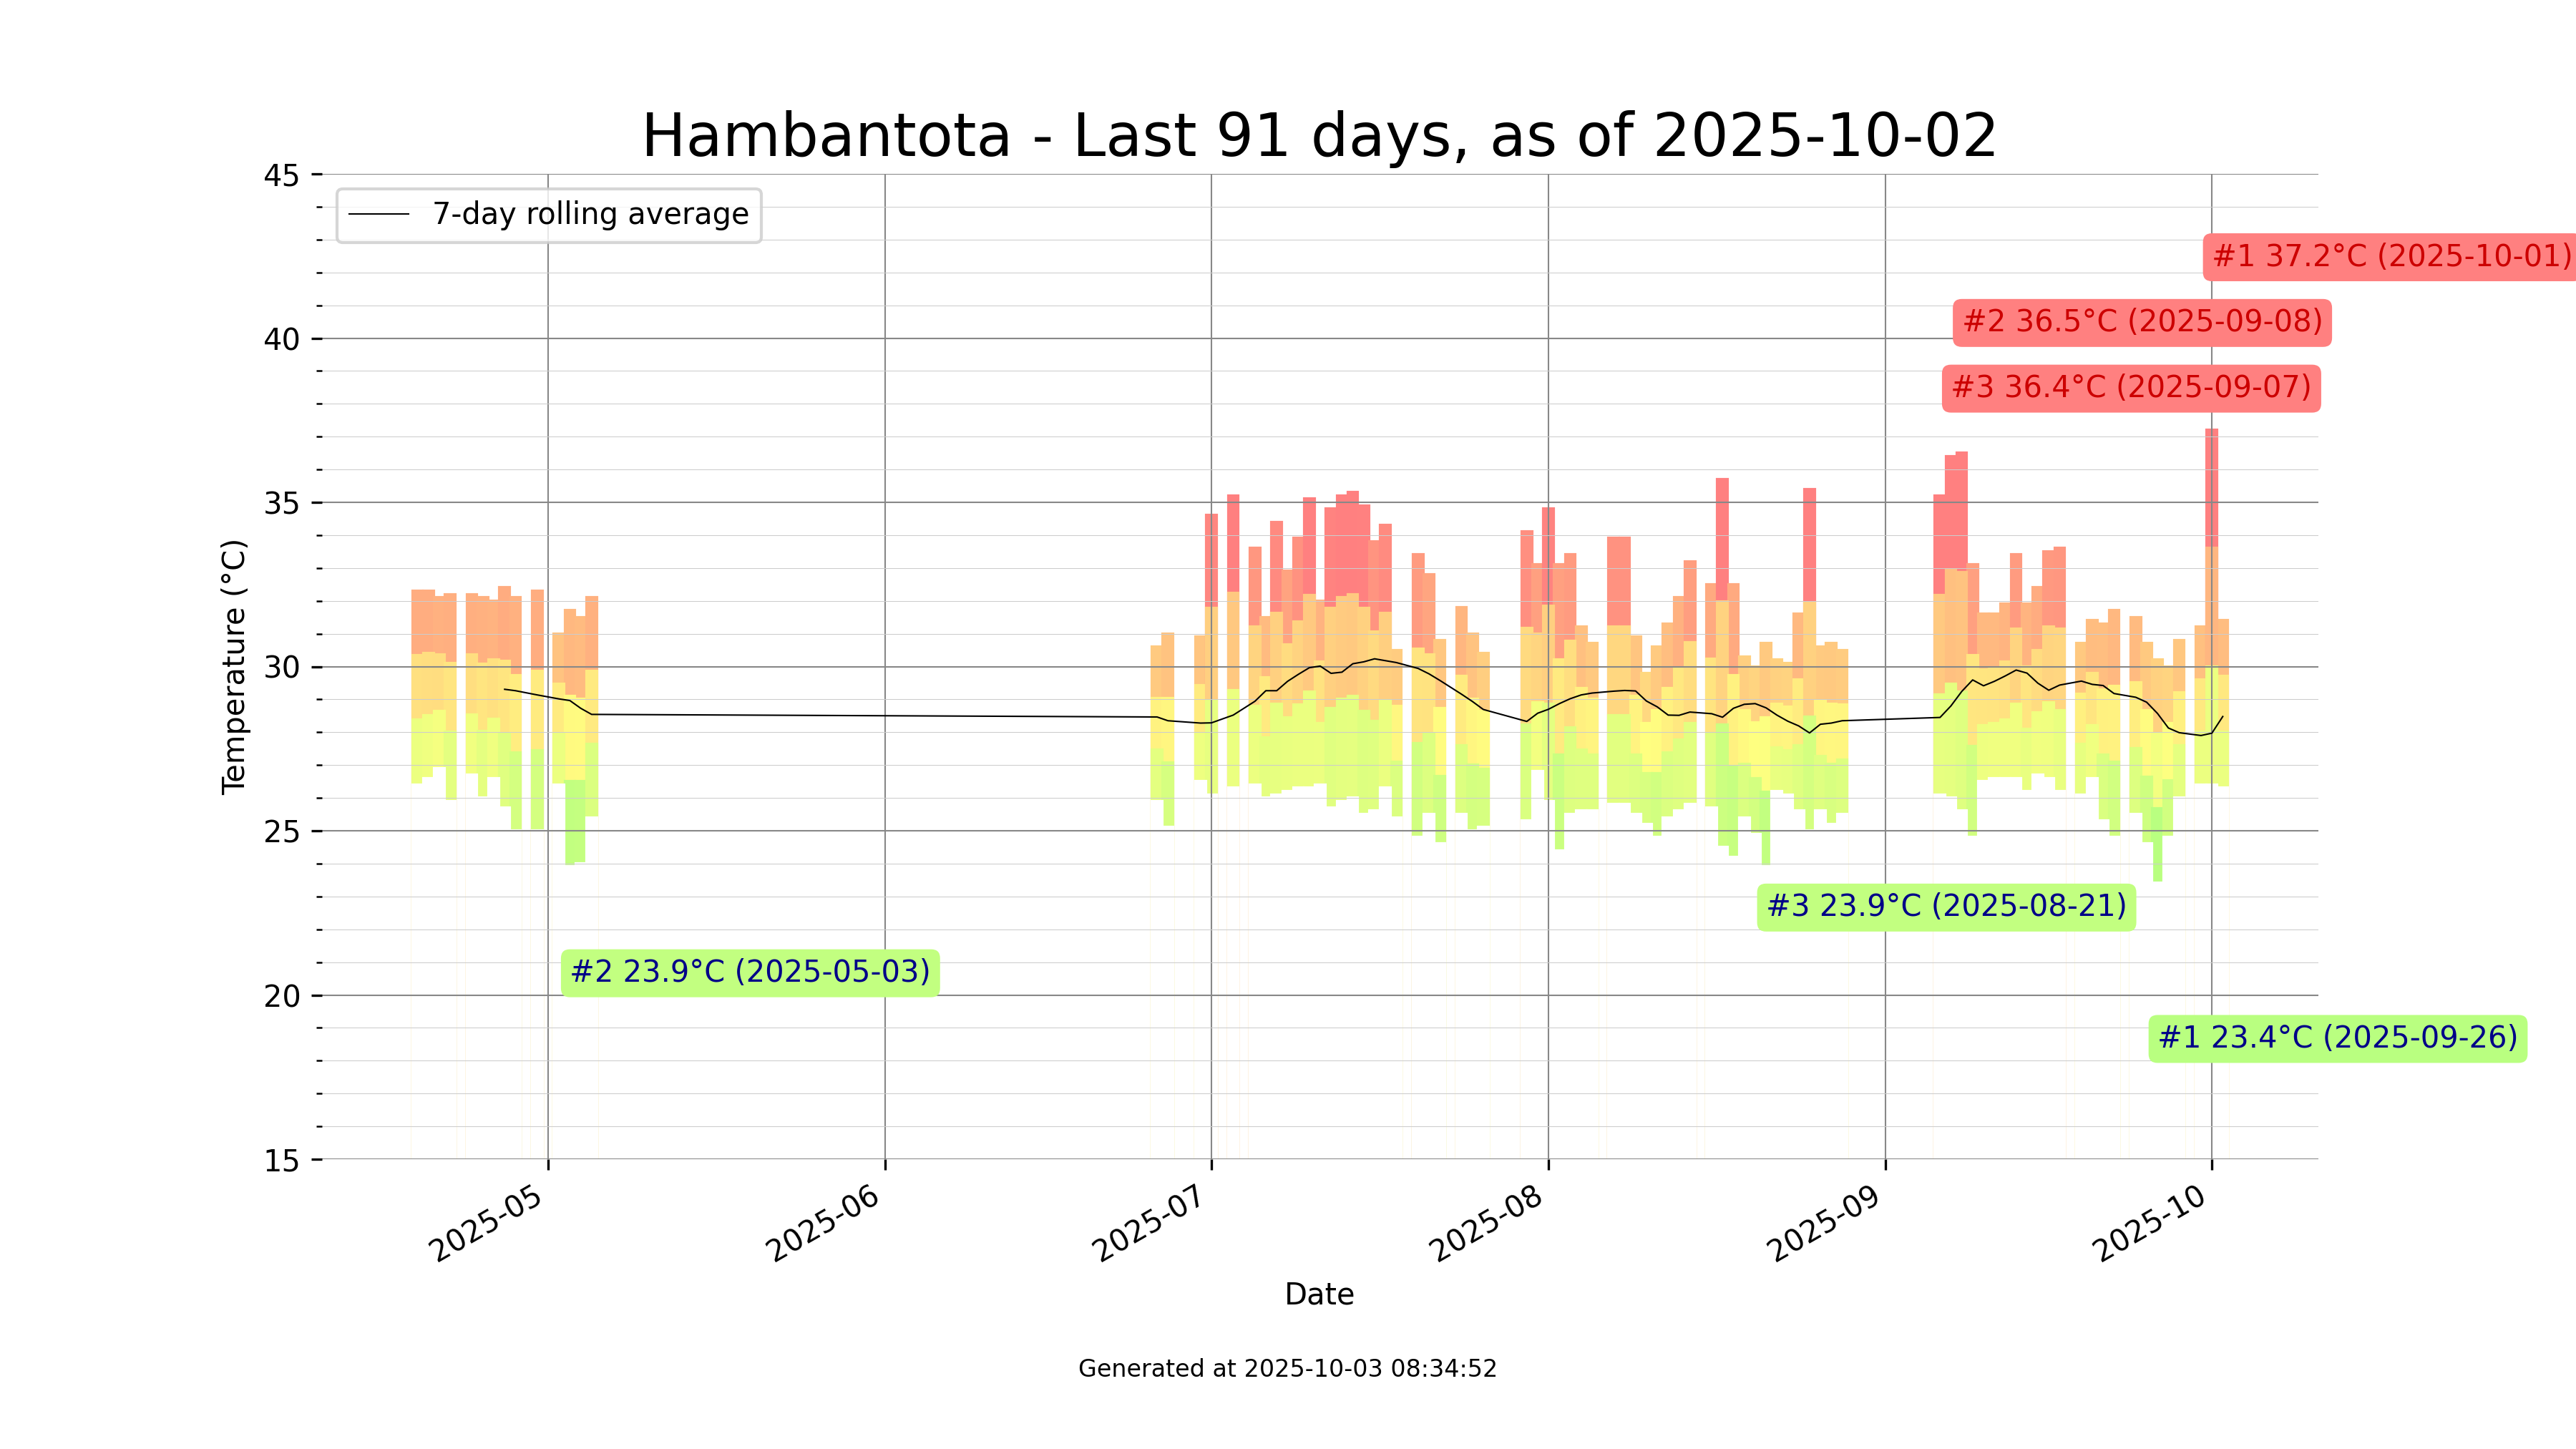 Hambantota - Last 91 days, as of 2025-10-02
7-day rolling average
#1 37.2°C (2025-10-01)
#2 36.5°C (2025-09-08)
#3 36.4°C (2025-09-07)
#3 23.9°C (2025-08-21)
#2 23.9°C (2025-05-03)
#1 23.4°C (2025-09-26)
Temperature (°C)
45
40
35
30
25
20
15
2025-05
2025-06
2025-07
2025-08
2025-09
2025-10
Date
Generated at 2025-10-03 08:34:52